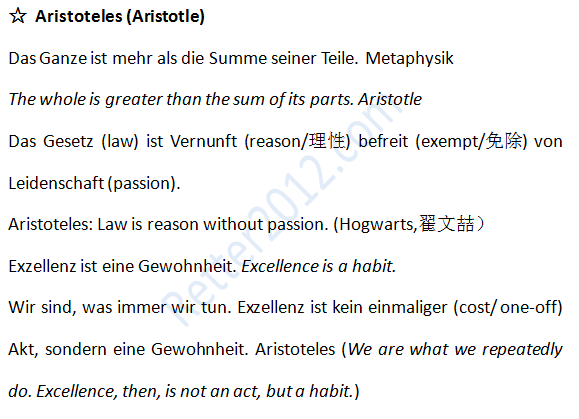 ☆ Aristoteles (Aristotle)
Das Ganze ist mehr als die Summe seiner Teile. Metaphysik
The whole is greater than the sum of its parts. Aristotle
Das Gesetz (law) ist Vernunft (reason/理性) befreit (exempt/免除) von
Leidenschaft (passion).
Aristoteles: Law is reason without passion. (Hogwarts,翟文喆）
Exzellenz ist eine Gewohnheit. Excellence is a habit.
Wir sind, was immer wir tun. Exzellenz ist kein einmaliger (cost/ one-off)
Akt, sondern eine Gewohnheit. Aristoteles (We are what we repeatedly
do. Excellence, then, is not an act, but a habit.)
Retter2012.com